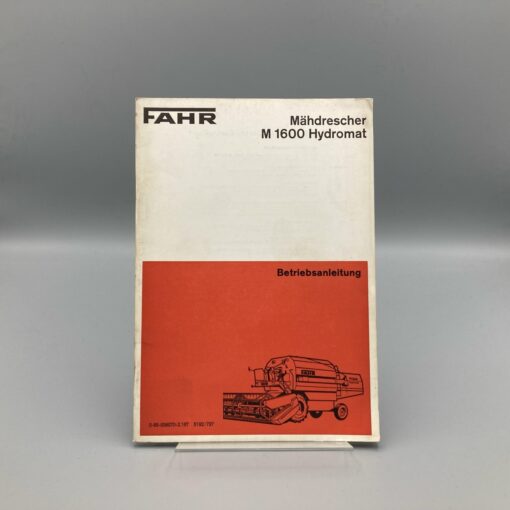 FAHR
Mähdrescher
M 1600 Hydromat
Betriebsanleitung